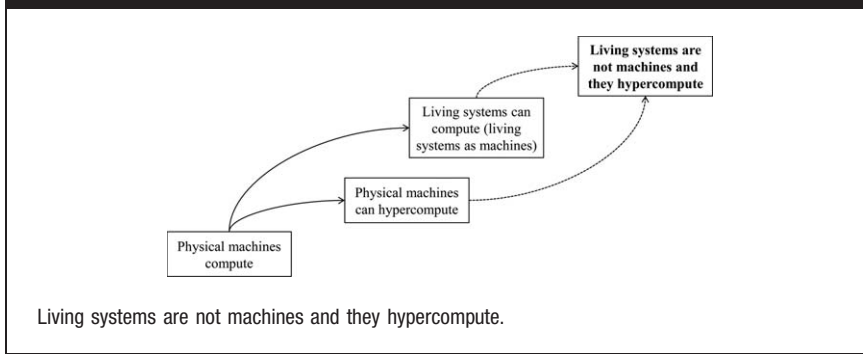 Living systems are
not machines and
they hypercompute
Living systems can
compute (living
systems as machines)
Physical machines
can hypercompute
Physical machines
compute
Living systems are not machines and they hypercompute.